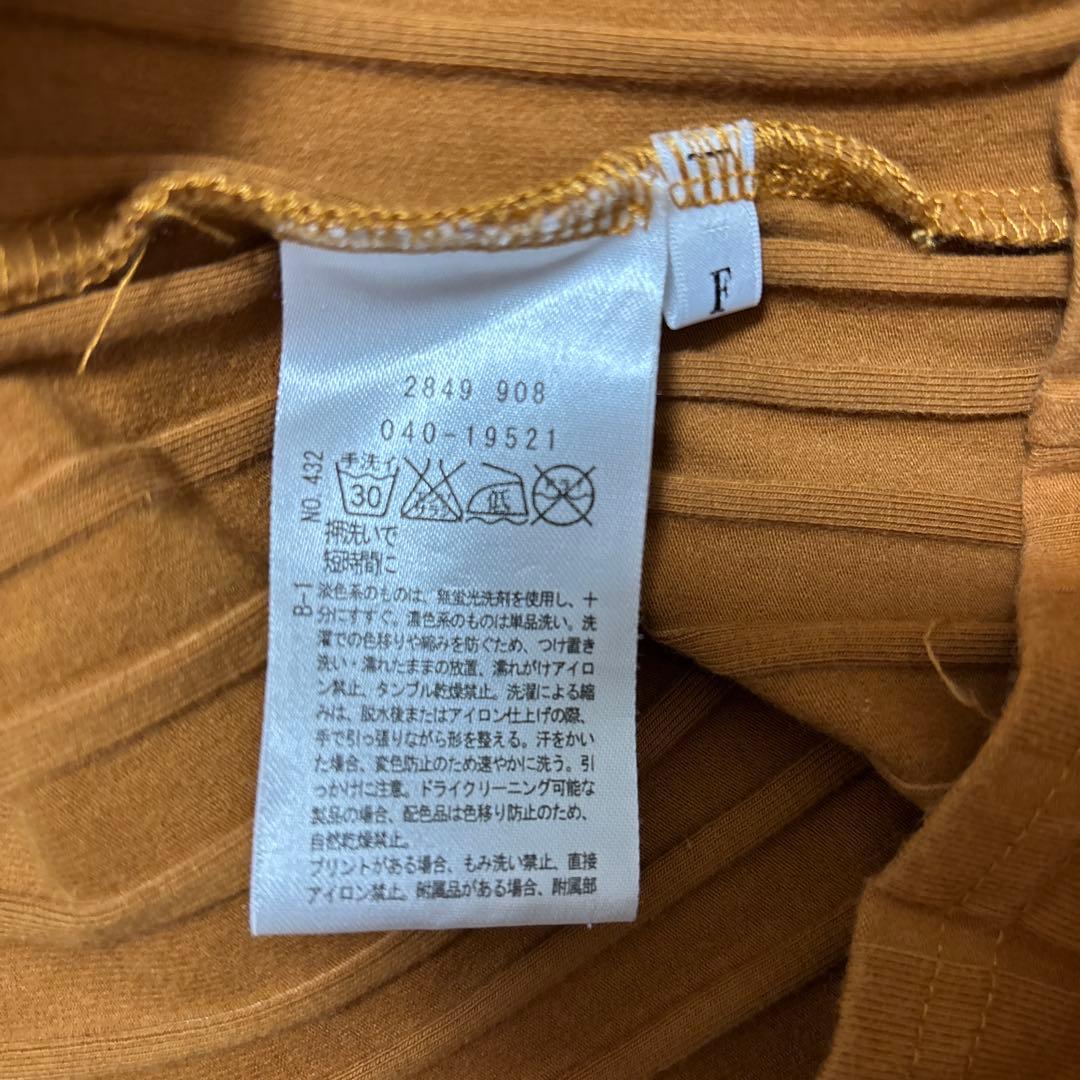 F
2849 908
040-19521
NO. 432
手洗イ
30
エンソサラシ
低
押洗いで
短時間に
B-1
淡色系のものは、無蛍光洗剤を使用し、十
分にすすぐ。濃色系のものは単品洗い。洗
濯での色移りや縮みを防ぐため、つけ置き
洗い・濡れたままの放置、濡れがけアイロ
ン禁止、タンブル乾燥禁止。洗濯による縮
みは、脱水後またはアイロン仕上げの際、
手で引っ張りながら形を整える。汗をかい
た場合、変色防止のため速やかに洗う。引
っかけに注意。ドライクリーニング可能な
製品の場合、配色品は色移り防止のため、
自然乾燥禁止。
プリントがある場合、もみ洗い禁止、直接
アイロン禁止。附属品がある場合、附属部